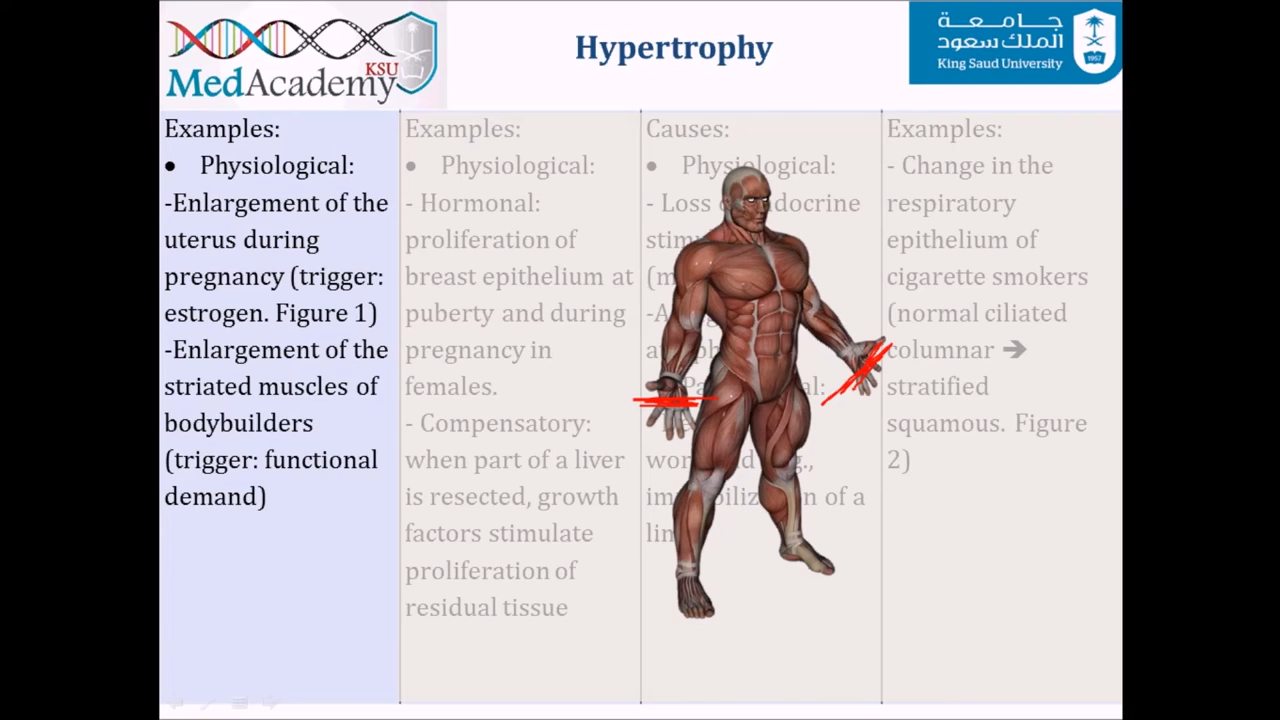 KSU
MedAcademy
Hypertrophy
جامعة
الملك سعود
King Saud University
1957
Examples:
• Physiological:
-Enlargement of the
uterus during
pregnancy (trigger:
estrogen. Figure 1)
-Enlargement of the
striated muscles of
bodybuilders
(trigger: functional
demand)
Examples:
• Physiological:
- Hormonal:
proliferation of
breast epithelium at
puberty and during
pregnancy in
females.
- Compensatory:
when part of a liver
is resected, growth
factors stimulate
proliferation of
residual tissue
Causes:
• Physiological:
- Loss
Examples:
- Change in the
respiratory
epithelium of
cigarette smokers
(normal ciliated
columnar ➔
stratified
squamous. Figure
2)